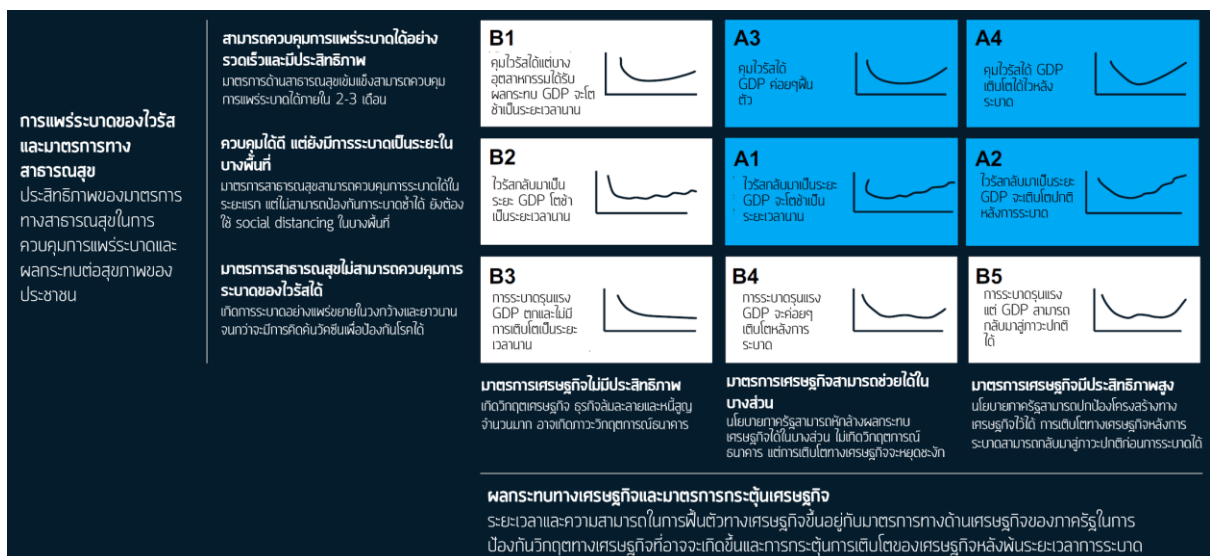 การแพร่ระบาดของไวรัส
และมาตรการทาง
สาธารณสุข
ประสิทธิภาพของมาตรการ
ทางสาธารณสุขในการ
ควบคุมการแพร่ระบาดและ
ผลกระทบต่อสุขภาพของ
ประชาชน
สามารถควบคุมการแพร่ระบาดได้อย่าง
รวดเร็วและมีประสิทธิภาพ
มาตรการด้านสาธารณสุขเข้มแข็งสามารถควบคุม
การแพร่ระบาดได้ภายใน 2-3 เดือน
B1
คุมไวรัสได้แต่บาง
อุตสาหกรรมได้รับ
ผลกระทบ GDP จะโต
ช้าเป็นระยะเวลานาน
A3
คุมไวรัสได้
GDP ค่อยๆฟื้น
ตัว
A4
คุมไวรัสได้ GDP
เติบโตได้ไวหลัง
ระบาด
ควบคุมได้ดี แต่ยังมีการระบาดเป็นระยะใน
บางพื้นที่
มาตรการสาธารณสุขสามารถควบคุมการระบาดได้ใน
ระยะแรก แต่ไม่สามารถป้องกันการะบาดซ้ำได้ ยังต้อง
ใช้ social distancing ในบางพื้นที่
B2
ไวรัสกลับมาเป็น
ระยะ GDP โตช้า
เป็นระยะเวลานาน
A1
ไวรัสกลับมาเป็นระยะ
GDP จะโตช้าเป็น
ระยะเวลานาน
A2
ไวรัสกลับมาเป็นระยะ
GDP จะเติบโตปกติ
หลังการระบาด
มาตรการสาธารณสุขไม่สามารถควบคุมการ
ระบาดของไวรัสได้
เกิดการระบาดอย่างแพร่ขยายในวงกว้างและยาวนาน
จนกว่าจะมีการคิดค้นวัคซีนเพื่อป้องกันโรคได้
B3
การระบาดรุนแรง
GDP ตกและไม่มี
การเติบโตเป็นระยะ
เวลานาน
B4
การระบาดรุนแรง
GDP จะค่อยๆ
เติบโตหลังการ
ระบาด
B5
การระบาดรุนแรง
แต่ GDP สามารถ
กลับมาสู่ภาวะปกติ
ได้
มาตรการเศรษฐกิจไม่มีประสิทธิภาพ
เกิดวิกฤตเศรษฐกิจ ธุรกิจล้มละลายและหนี้สูญ
จำนวนมาก อาจเกิดภาวะวิกฤตการณ์ธนาคาร
มาตรการเศรษฐกิจสามารถช่วยได้ใน
บางส่วน
นโยบายภาครัฐสามารถหักล้างผลกระทบ
เศรษฐกิจได้ในบางส่วน ไม่เกิดวิกฤตการณ์
ธนาคาร แต่การเติบโตทางเศรษฐกิจจะหยุดชะงัก
มาตรการเศรษฐกิจมีประสิทธิภาพสูง
นโยบายภาครัฐสามารถปกป้องโครงสร้างทาง
เศรษฐกิจไว้ได้ การเติบโตทางเศรษฐกิจหลังการ
ระบาดสามารถกลับมาสู่ภาวะปกติก่อนการระบาดได้
ผลกระทบทางเศรษฐกิจและมาตรการกระตุ้นเศรษฐกิจ
ระยะเวลาและความสามารถในการฟื้นตัวทางเศรษฐกิจขึ้นอยู่กับมาตรการทางด้านเศรษฐกิจของภาครัฐในการ
ป้องกันวิกฤตทางเศรษฐกิจที่อาจจะเกิดขึ้นและการกระตุ้นการเติบโตของเศรษฐกิจหลังพ้นระยะเวลาการระบาด